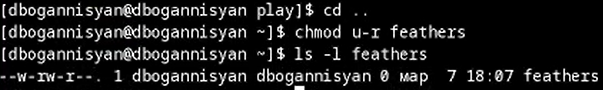 [dbogannisyan@dbogannisyan play]$ cd ..
[dbogannisyan@dbogannisyan ~]$ chmod u-r feathers
[dbogannisyan@dbogannisyan ~]$ ls -l feathers
--w-rw-r--. 1 dbogannisyan dbogannisyan 0 мар  7 18:07 feathers